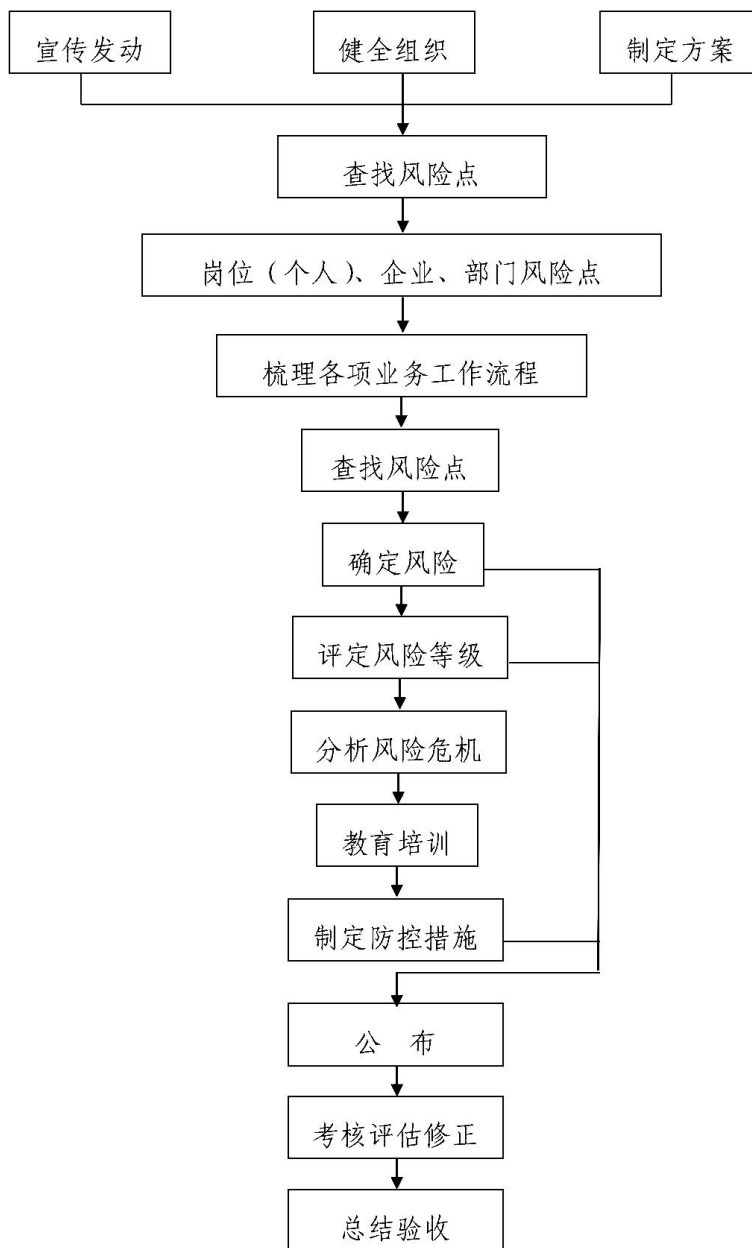 宣传发动
健全组织
制定方案
查找风险点
岗位（个人）、企业、部门风险点
梳理各项业务工作流程
查找风险点
确定风险
评定风险等级
分析风险危机
教育培训
制定防控措施
公 布
考核评估修正
总结验收